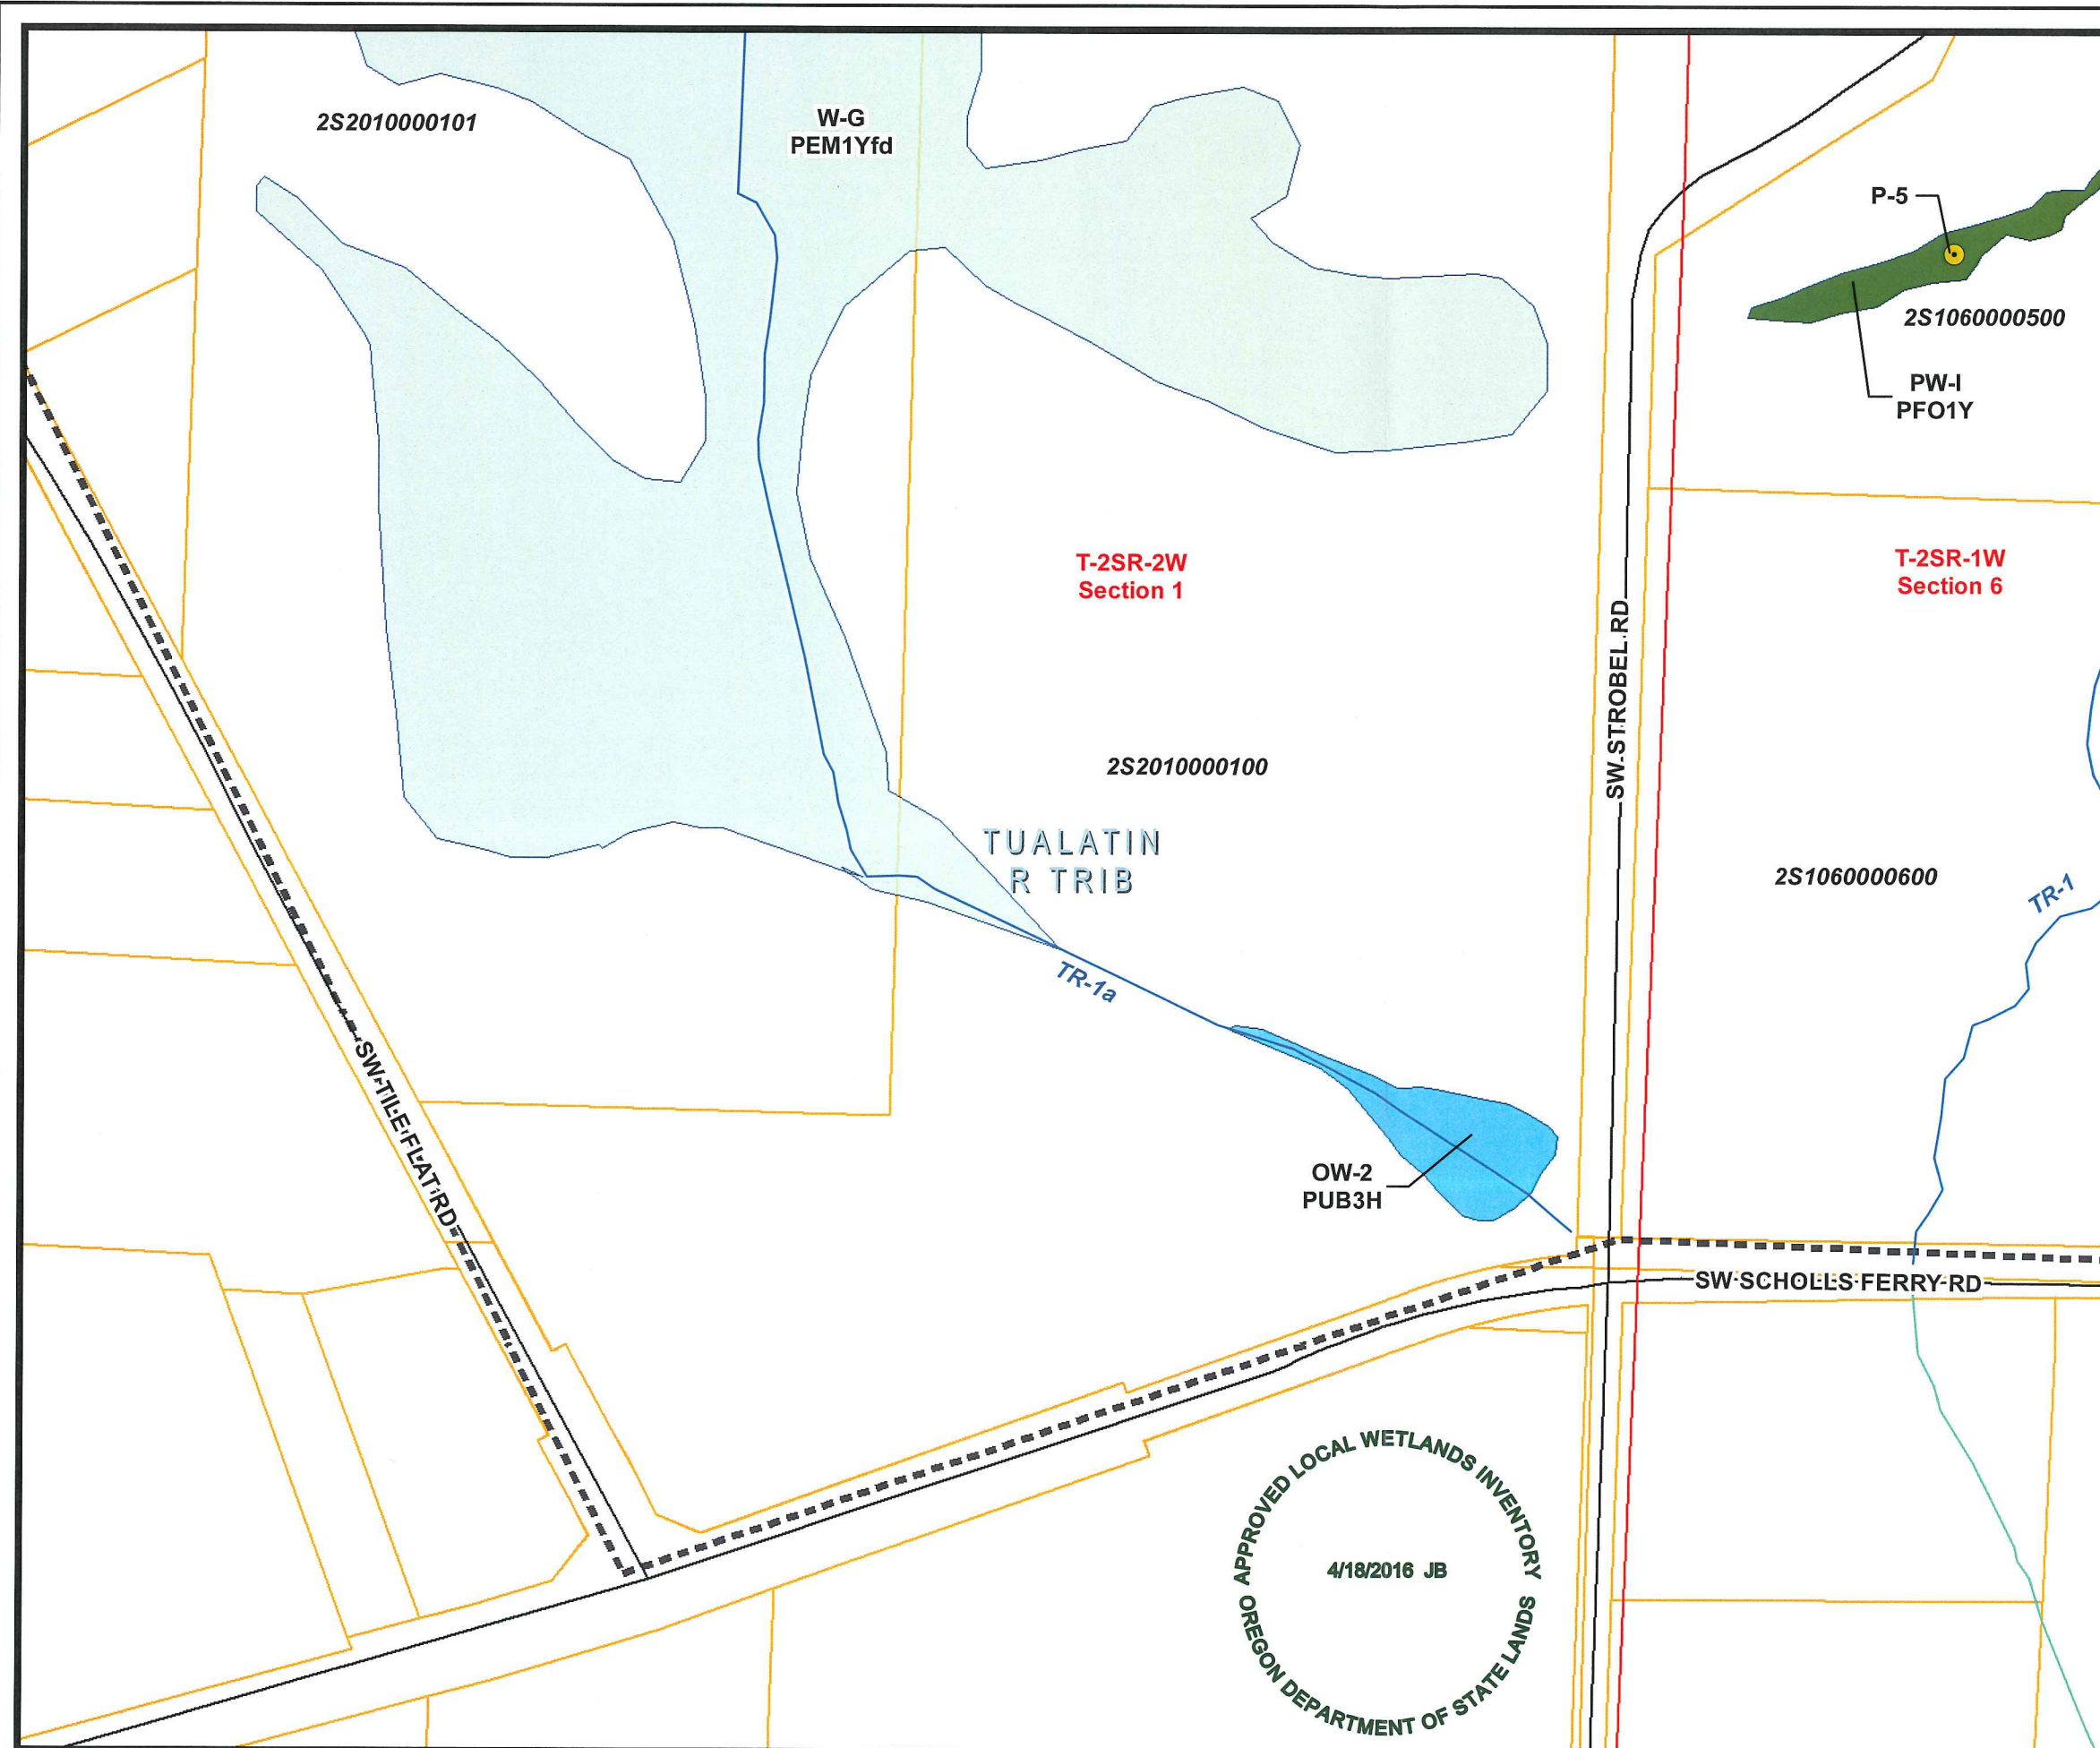 2S2010000101
W-G
PEM1Yfd
P-5
2S1060000500
PW-I
PFO1Y
T-2SR-2W
Section 1
T-2SR-1W
Section 6
SW STROBEL RD
2S2010000100
TUALATIN
R TRIB
2S1060000600
TR-1
TR-1a
SW TILE FLAT RD
OW-2
PUB3H
SW SCHOLLS FERRY RD
APPROVED LOCAL WETLANDS INVENTORY
4/18/2016 JB
OREGON DEPARTMENT OF STATE LANDS